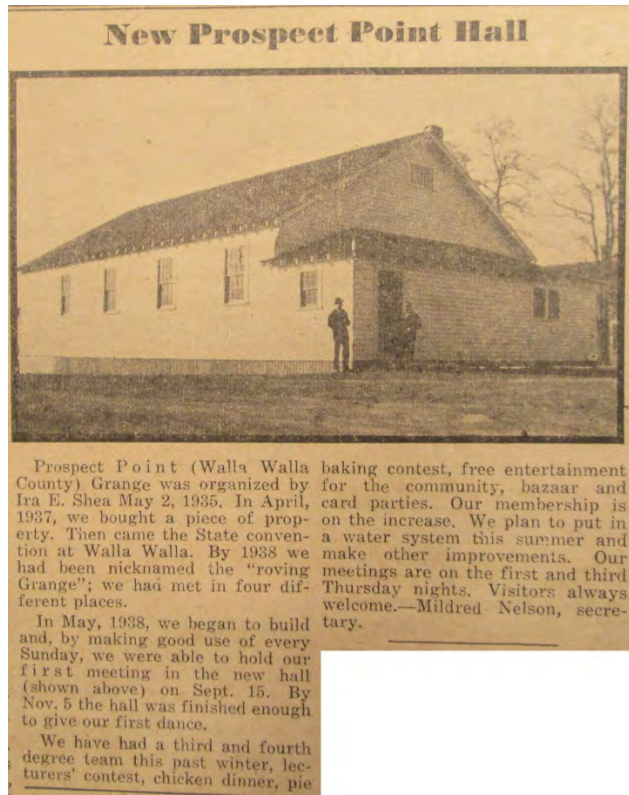 New Prospect Point Hall
Prospect Point (Walla Walla
County) Grange was organized by
Ira E. Shea May 2, 1935. In April,
1937, we bought a piece of prop-
erty. Then came the State conven-
tion at Walla Walla. By 1938 we
had been nicknamed the "roving
Grange"; we had met in four dif-
ferent places.
In May, 1938, we began to build
and, by making good use of every
Sunday, we were able to hold our
first meeting in the new hall
(shown above) on Sept. 15. By
Nov. 5 the hall was finished enough
to give our first dance.
We have had a third and fourth
degree team this past winter, lec-
turers' contest, chicken dinner, pie
baking contest, free entertainment
for the community, bazaar and
card parties. Our membership is
on the increase. We plan to put in
a water system this summer and
make other improvements. Our
meetings are on the first and third
Thursday nights. Visitors always
welcome.—Mildred Nelson, secre-
tary.